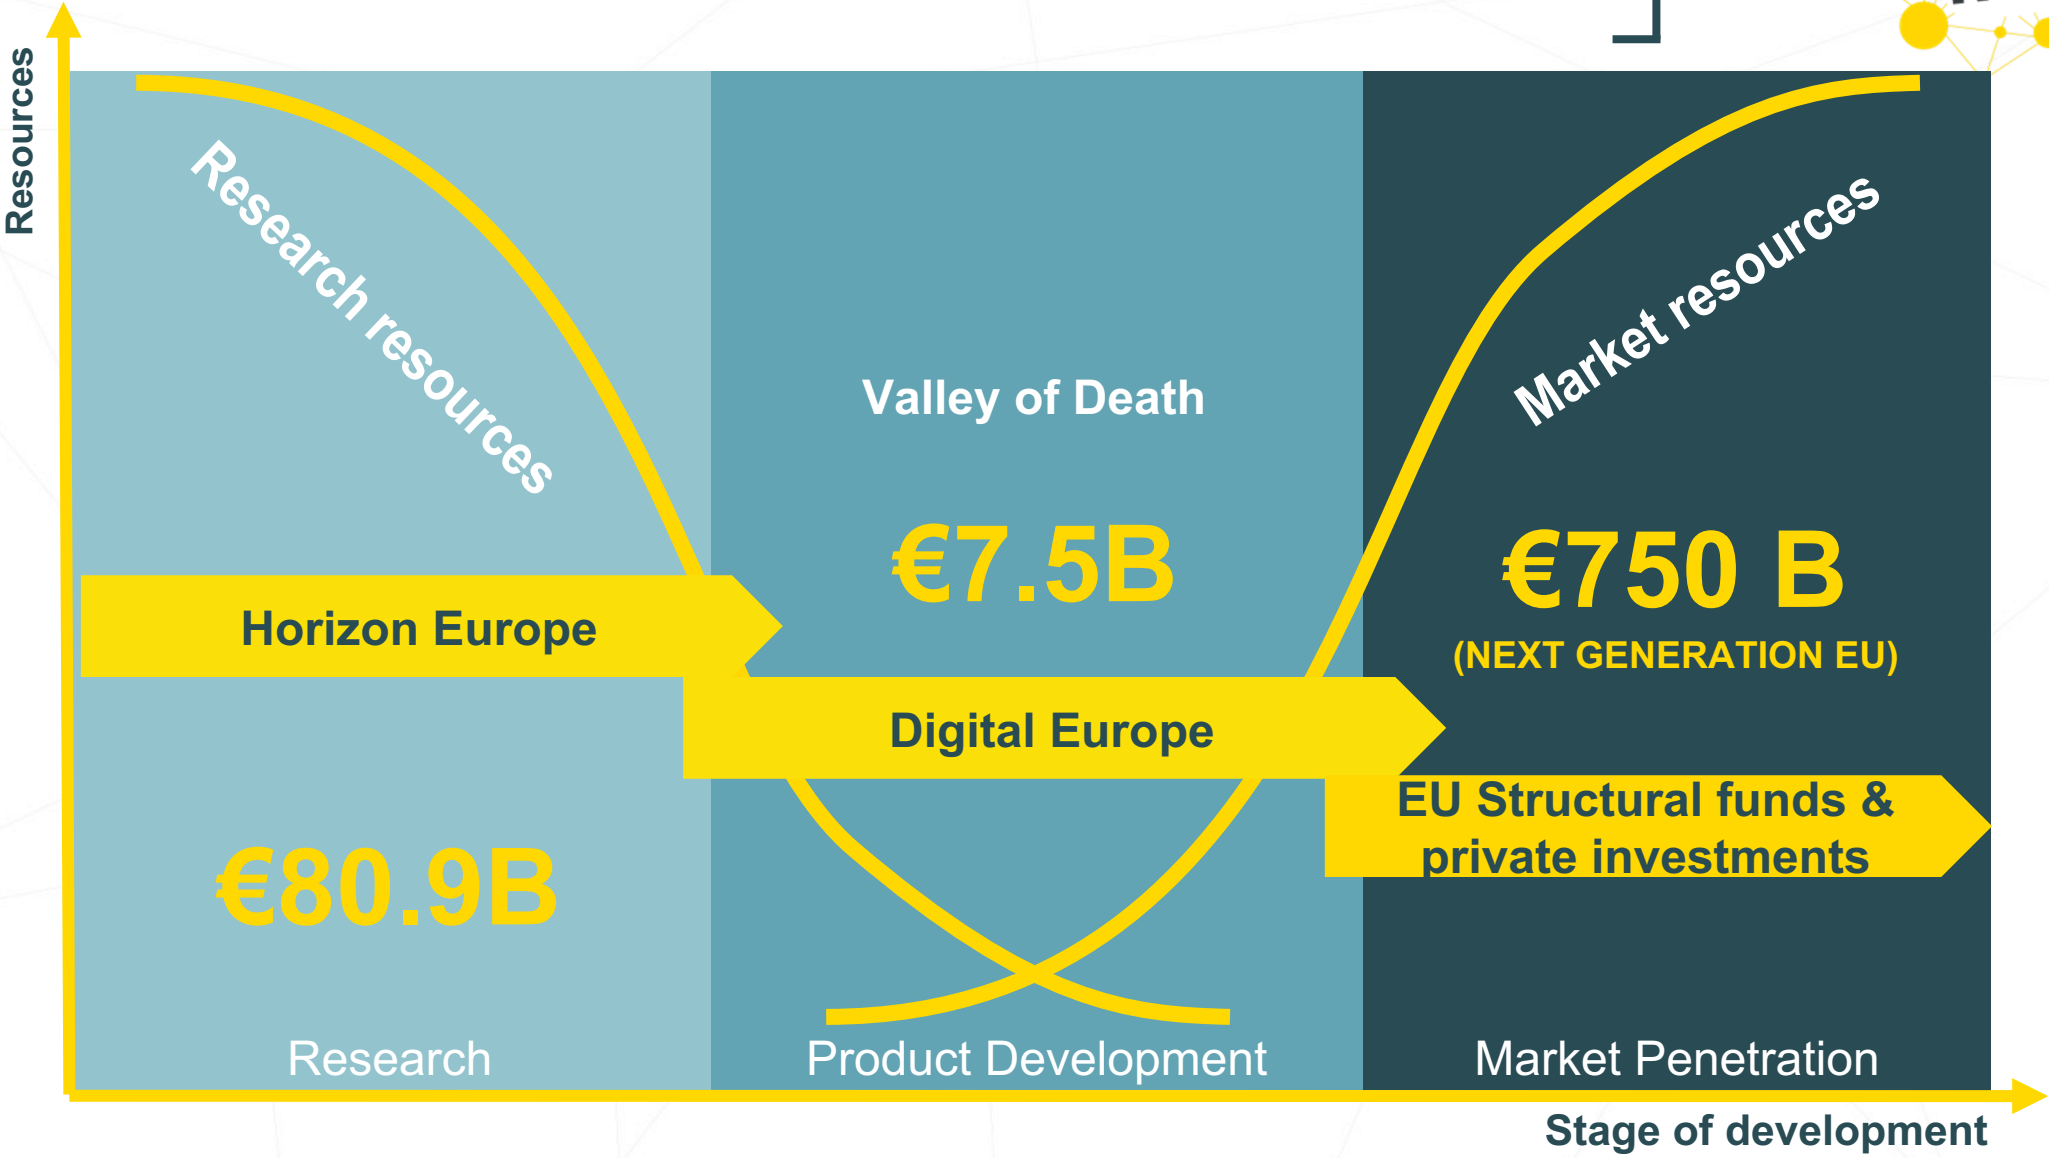 Resources
Research resources
Market resources
Valley of Death
€7.5B
€750 B
(NEXT GENERATION EU)
Horizon Europe
Digital Europe
EU Structural funds &
private investments
€80.9B
Research
Product Development
Market Penetration
Stage of development